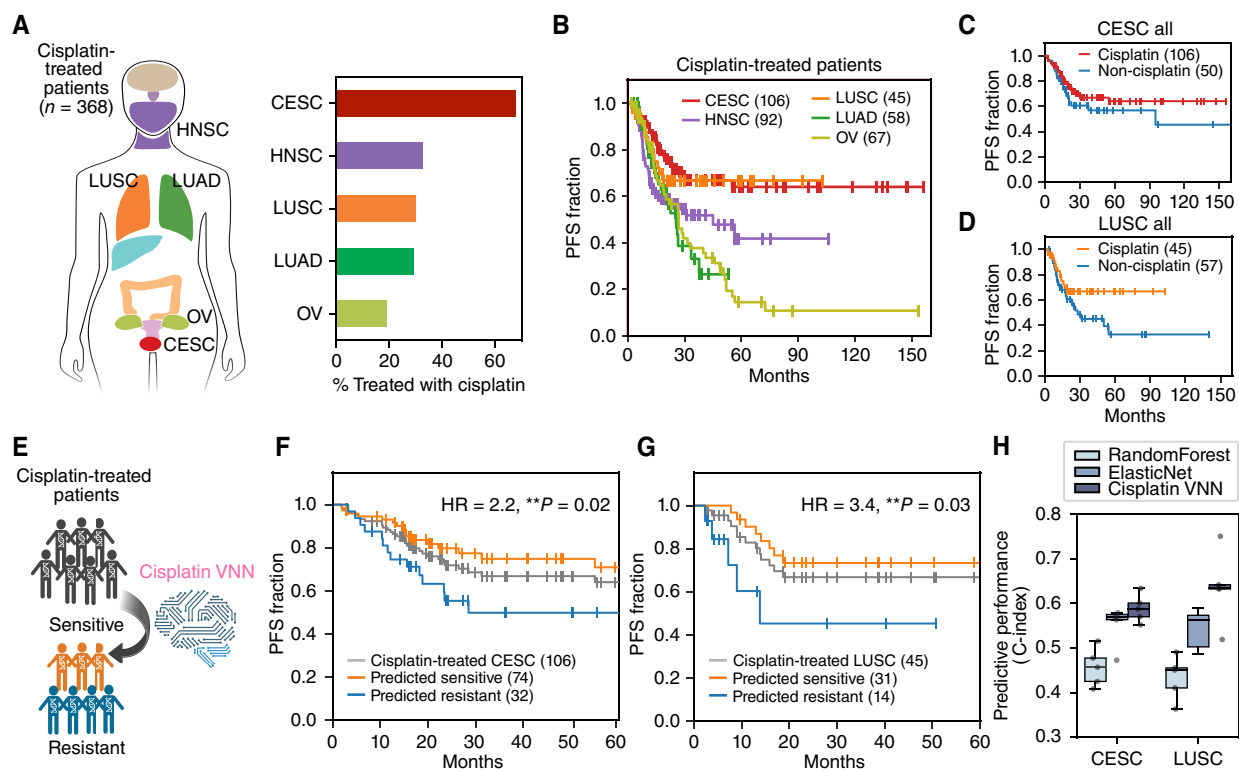 A
Cisplatin-
treated
patients
(n = 368)
HNSC
LUSC
LUAD
OV
CESC
CESC
HNSC
LUSC
LUAD
OV
0
20
40
60
% Treated with cisplatin
B
Cisplatin-treated patients
CESC (106)
HNSC (92)
LUSC (45)
LUAD (58)
OV (67)
PFS fraction
1.0
0.8
0.6
0.4
0.2
0.0
0
30
60
90
120
150
Months
C
CESC all
Cisplatin (106)
Non-cisplatin (50)
PFS fraction
1.0
0.8
0.6
0.4
0.2
0.0
0
30
60
90
120
150
D
LUSC all
Cisplatin (45)
Non-cisplatin (57)
PFS fraction
1.0
0.8
0.6
0.4
0.2
0.0
0
30
60
90
120
150
Months
E
Cisplatin-treated
patients
Cisplatin VNN
Sensitive
Resistant
F
HR = 2.2, **P = 0.02
PFS fraction
1.0
0.8
0.6
0.4
0.2
0.0
Cisplatin-treated CESC (106)
Predicted sensitive (74)
Predicted resistant (32)
0
10
20
30
40
50
60
Months
G
HR = 3.4, **P = 0.03
PFS fraction
1.0
0.8
0.6
0.4
0.2
0.0
Cisplatin-treated LUSC (45)
Predicted sensitive (31)
Predicted resistant (14)
0
10
20
30
40
50
60
Months
H
RandomForest
ElasticNet
Cisplatin VNN
Predictive performance
(C-index)
0.8
0.7
0.6
0.5
0.4
0.3
CESC
LUSC